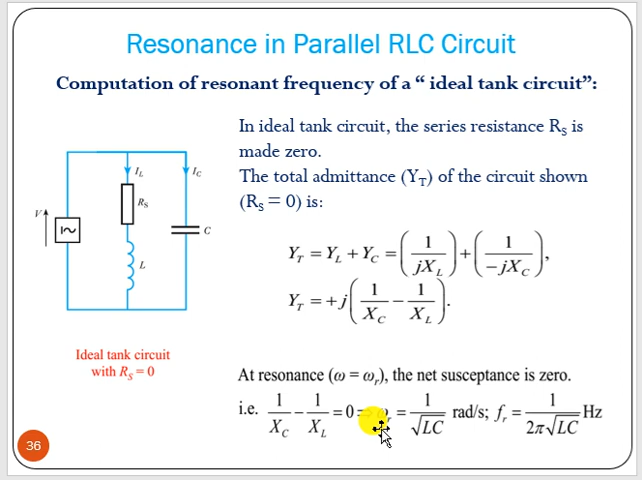 Resonance in Parallel RLC Circuit
Computation of resonant frequency of a “ ideal tank circuit”:
In ideal tank circuit, the series resistance R_S is
made zero.
The total admittance (Y_T) of the circuit shown
(R_S = 0) is:
I_L
I_C
V
R_S
C
L
Y_T = Y_L + Y_C = (1/(jX_L)) + (1/(-jX_C)),
Y_T = +j(1/X_C - 1/X_L).
Ideal tank circuit
with R_S = 0
At resonance (ω = ω_r), the net susceptance is zero.
i.e. 1/X_C - 1/X_L = 0 ⇒ ω_r = 1/√LC rad/s; f_r = 1/(2π√LC) Hz
36